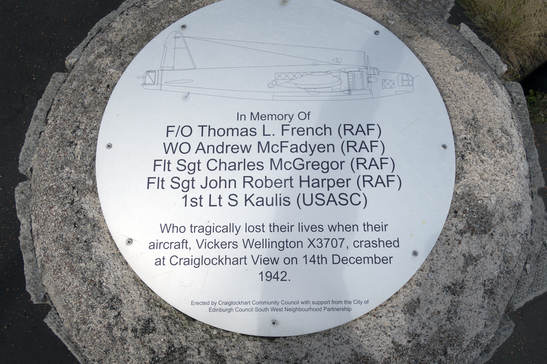 In Memory Of
F/O Thomas L. French (RAF)
WO Andrew McFadyen (RAF)
Flt Sgt Charles McGregor (RAF)
Flt Sgt John Robert Harper (RAF)
1st Lt S Kaulis (USASC)
Who tragically lost their lives when their
aircraft, Vickers Wellington X3707, crashed
at Craiglockhart View on 14th December
1942.
Erected by Craiglockhart Community Council with support from the City of
Edinburgh Council South West Neighbourhood Partnership